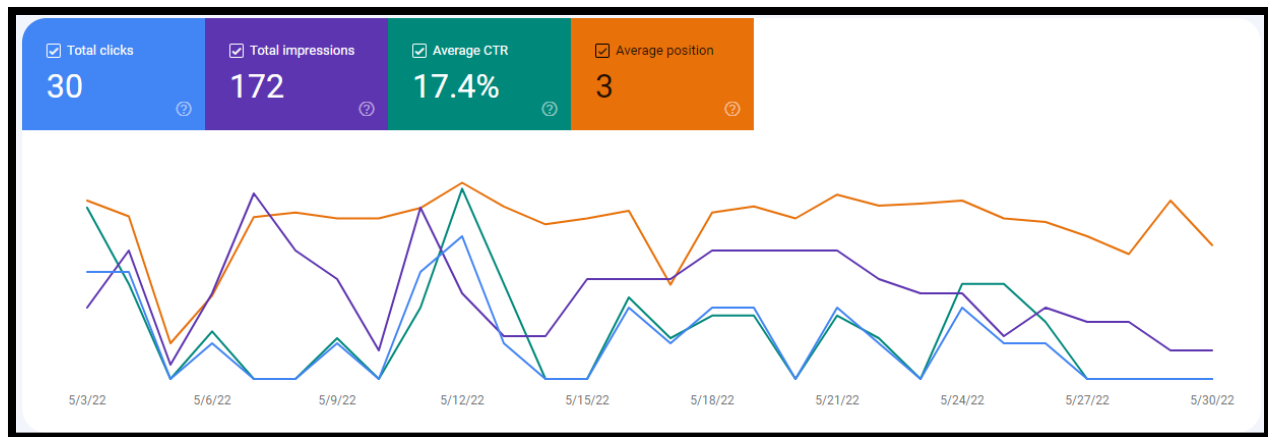 Total clicks
30
Total impressions
172
Average CTR
17.4%
Average position
3
5/3/22 5/6/22 5/9/22 5/12/22 5/15/22 5/18/22 5/21/22 5/24/22 5/27/22 5/30/22